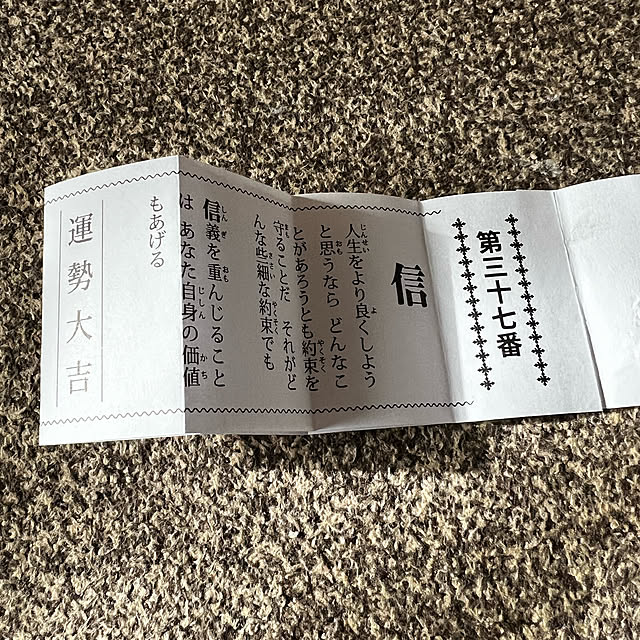 第三十七番
信
人生をより良くしよう
と思うなら どんなこ
とがあろうとも約束を
守ることだ それがど
んな些細な約束でも
信義を重んじること
は あなた自身の価値
もあげる
運勢大吉